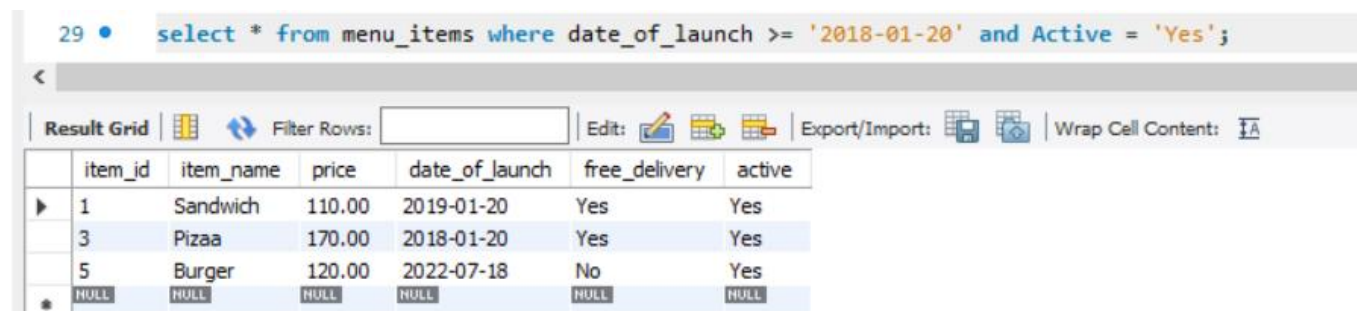 29 select * from menu_items where date_of_launch >= '2018-01-20' and Active = 'Yes';
Result Grid Filter Rows: Edit: Export/Import: Wrap Cell Content: IA
item_id item_name price date_of_launch free_delivery active
1 Sandwich 110.00 2019-01-20 Yes Yes
3 Pizaa 170.00 2018-01-20 Yes Yes
5 Burger 120.00 2022-07-18 No Yes
NULL NULL NULL NULL NULL NULL